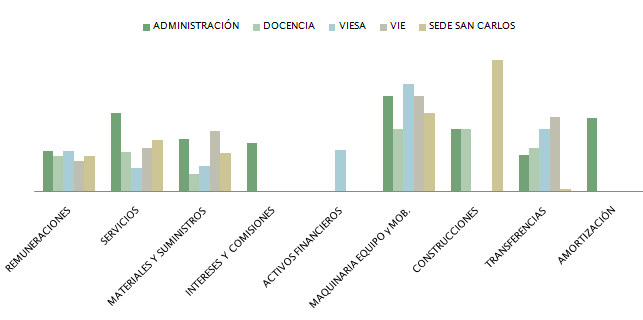 ADMINISTRACIÓN DOCENCIA VIESA VIE SEDE SAN CARLOS
REMUNERACIONES
SERVICIOS
MATERIALES Y SUMINISTROS
INTERESES Y COMISIONES
ACTIVOS FINANCIEROS
MAQUINARIA EQUIPO y MOB.
CONSTRUCCIONES
TRANSFERENCIAS
AMORTIZACIÓN